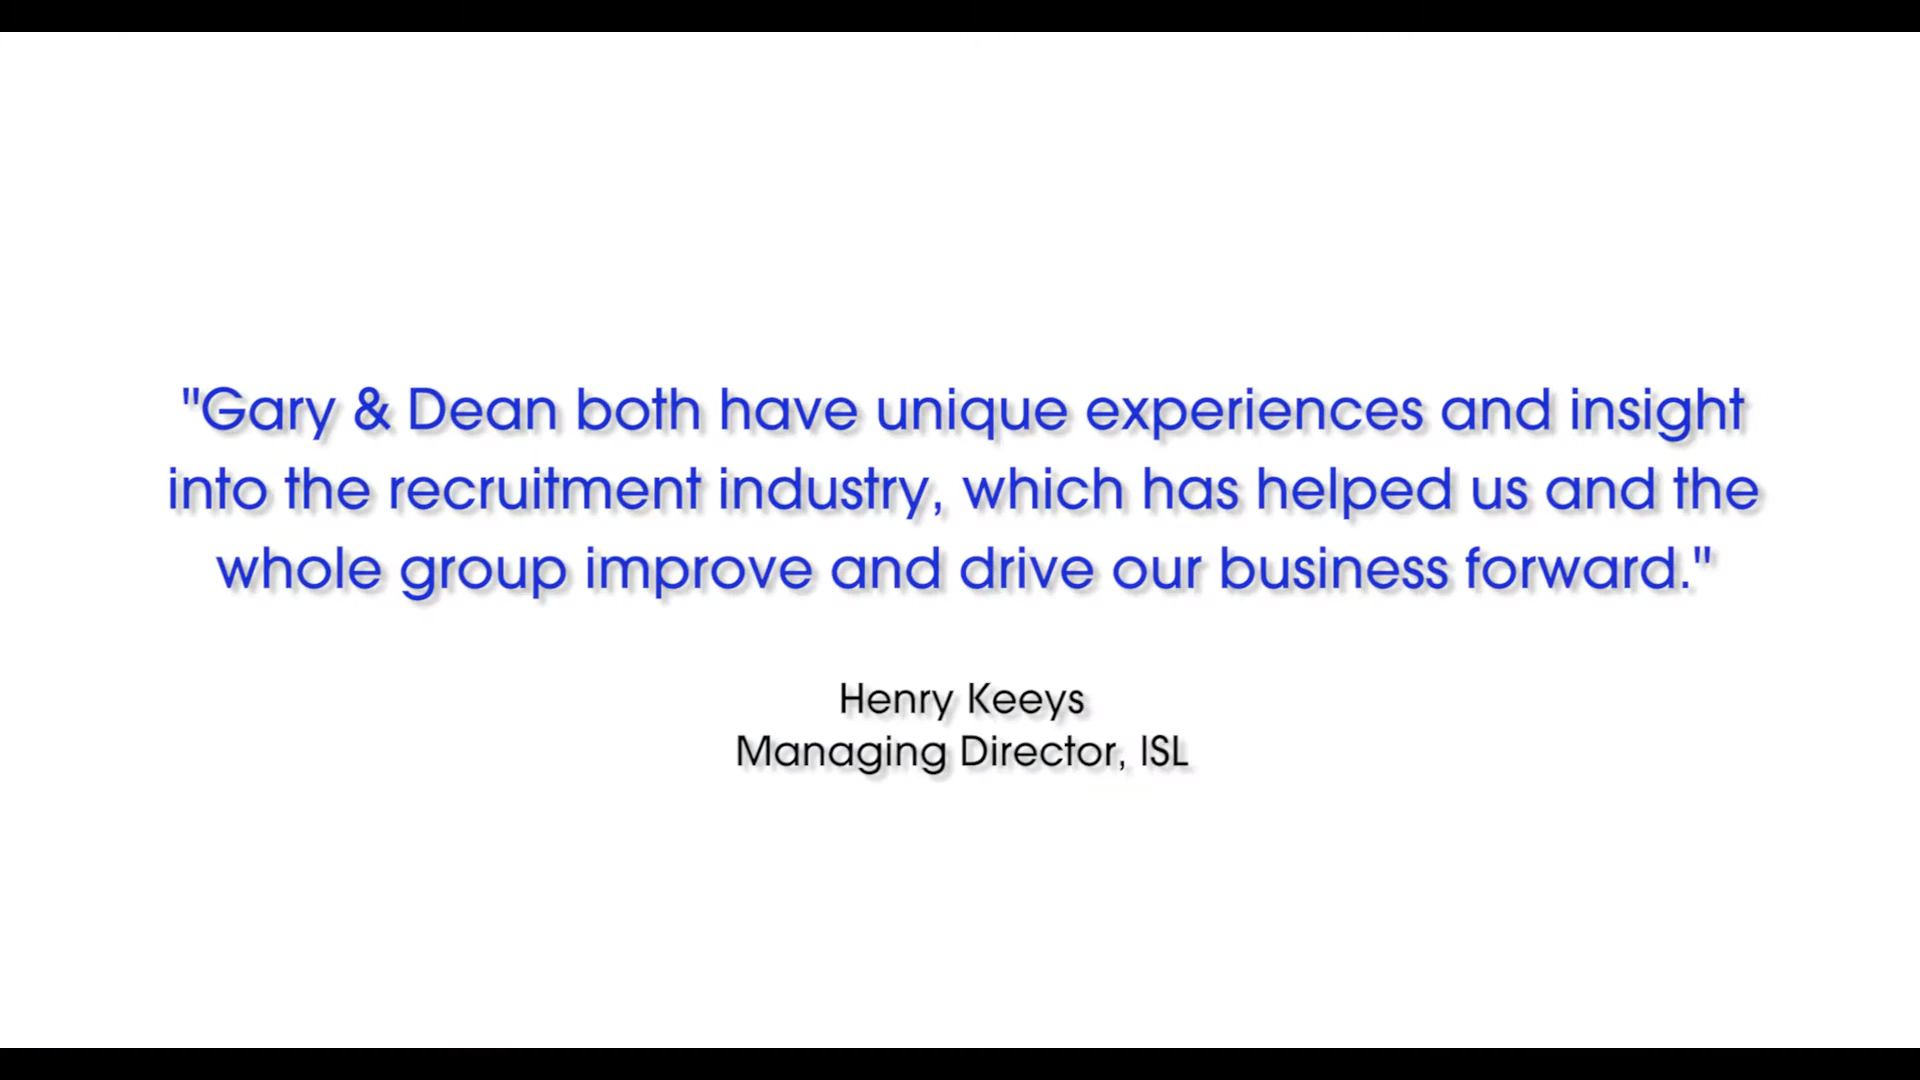 "Gary & Dean both have unique experiences and insight
into the recruitment industry, which has helped us and the
whole group improve and drive our business forward."
Henry Keeys
Managing Director, ISL